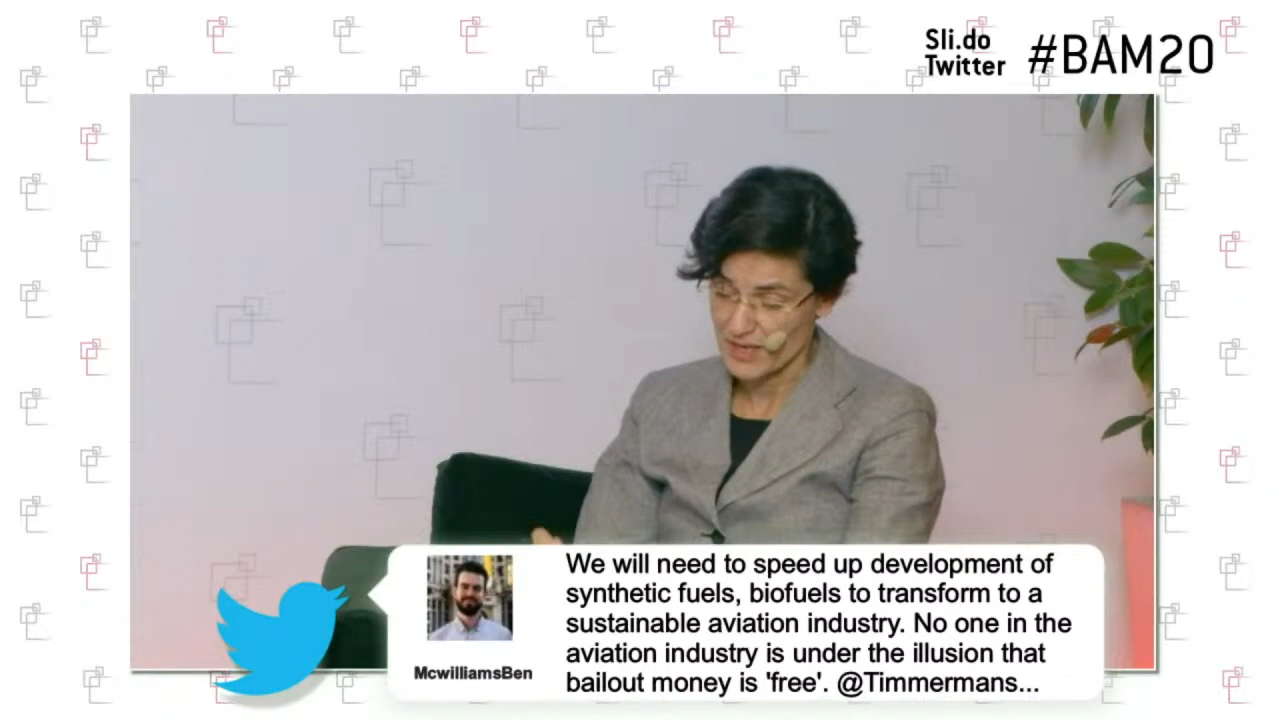 Sli.do
Twitter
#BAM20
We will need to speed up development of
synthetic fuels, biofuels to transform to a
sustainable aviation industry. No one in the
aviation industry is under the illusion that
bailout money is 'free'. @Timmermans...
McwilliamsBen